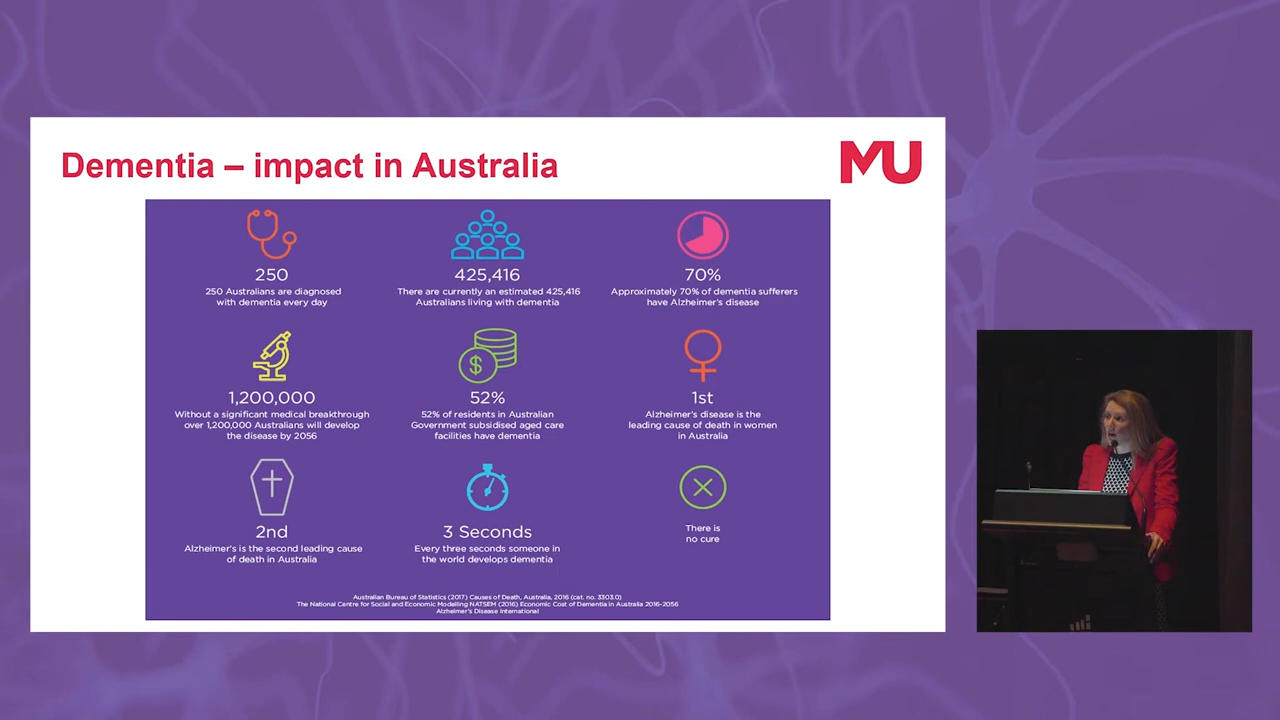 Dementia – impact in Australia
MU
250
250 Australians are diagnosed
with dementia every day
425,416
There are currently an estimated 425,416
Australians living with dementia
70%
Approximately 70% of dementia sufferers
have Alzheimer's disease
1,200,000
Without a significant medical breakthrough
over 1,200,000 Australians will develop
the disease by 2056
52%
52% of residents in Australian
Government subsidised aged care
facilities have dementia
1st
Alzheimer's disease is the
leading cause of death in women
in Australia
2nd
Alzheimer's is the second leading cause
of death in Australia
3 Seconds
Every three seconds someone in
the world develops dementia
There is
no cure
Australian Bureau of Statistics (2017) Causes of Death, Australia, 2016 (cat. no. 3303.0)
The National Centre for Social and Economic Modelling NATSEM (2016) Economic Cost of Dementia in Australia 2016-2056
Alzheimer's Disease International